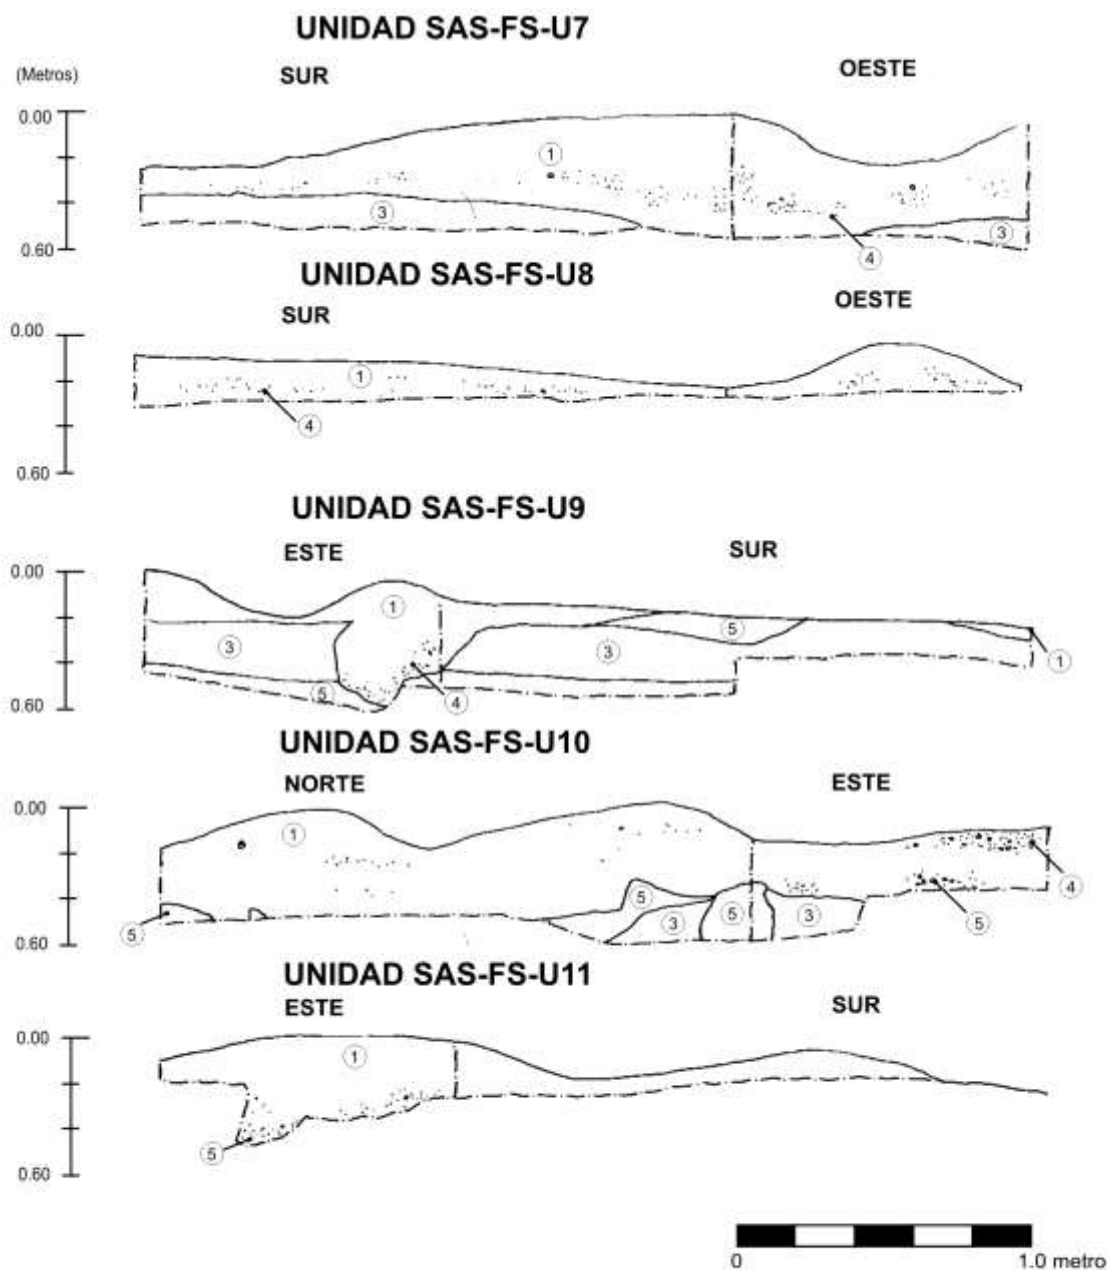 UNIDAD SAS-FS-U7
(Metros)
SUR
OESTE
0.00
1
3
3
4
0.60
UNIDAD SAS-FS-U8
SUR
OESTE
0.00
1
4
0.60
UNIDAD SAS-FS-U9
ESTE
SUR
0.00
1
5
3
3
1
5
4
0.60
UNIDAD SAS-FS-U10
NORTE
ESTE
0.00
1
4
5
5
3
5
3
5
0.60
UNIDAD SAS-FS-U11
ESTE
SUR
0.00
1
5
0.60
0
1.0 metro